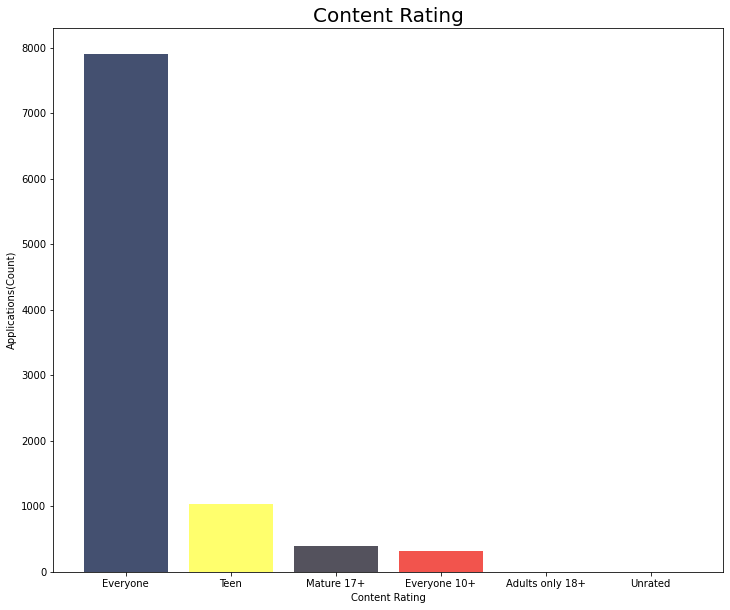 Content Rating
8000
7000
6000
5000
4000
3000
2000
1000
0
Applications(Count)
Everyone
Teen
Mature 17+
Everyone 10+
Adults only 18+
Unrated
Content Rating